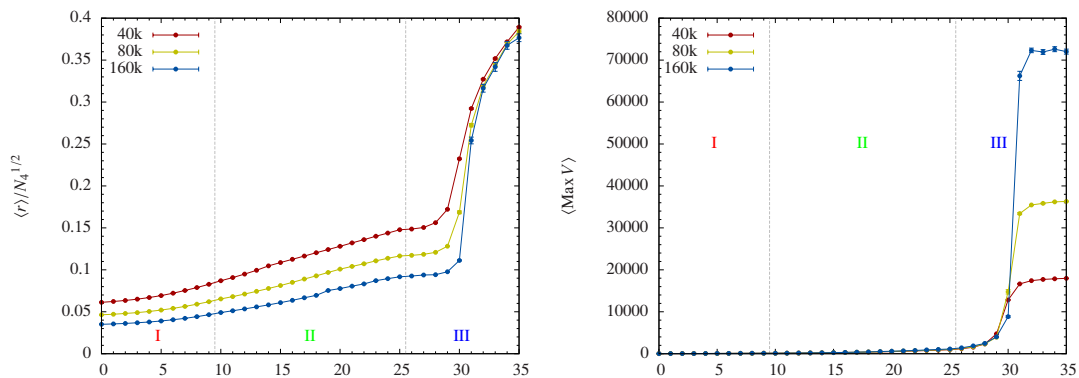 0.4
0.35
0.3
0.25
0.2
0.15
0.1
0.05
0
⟨r⟩/N₄^{1/2}
40k
80k
160k
I
II
III
0 5 10 15 20 25 30 35
80000
70000
60000
50000
40000
30000
20000
10000
0
⟨Max V⟩
40k
80k
160k
I
II
III
0 5 10 15 20 25 30 35